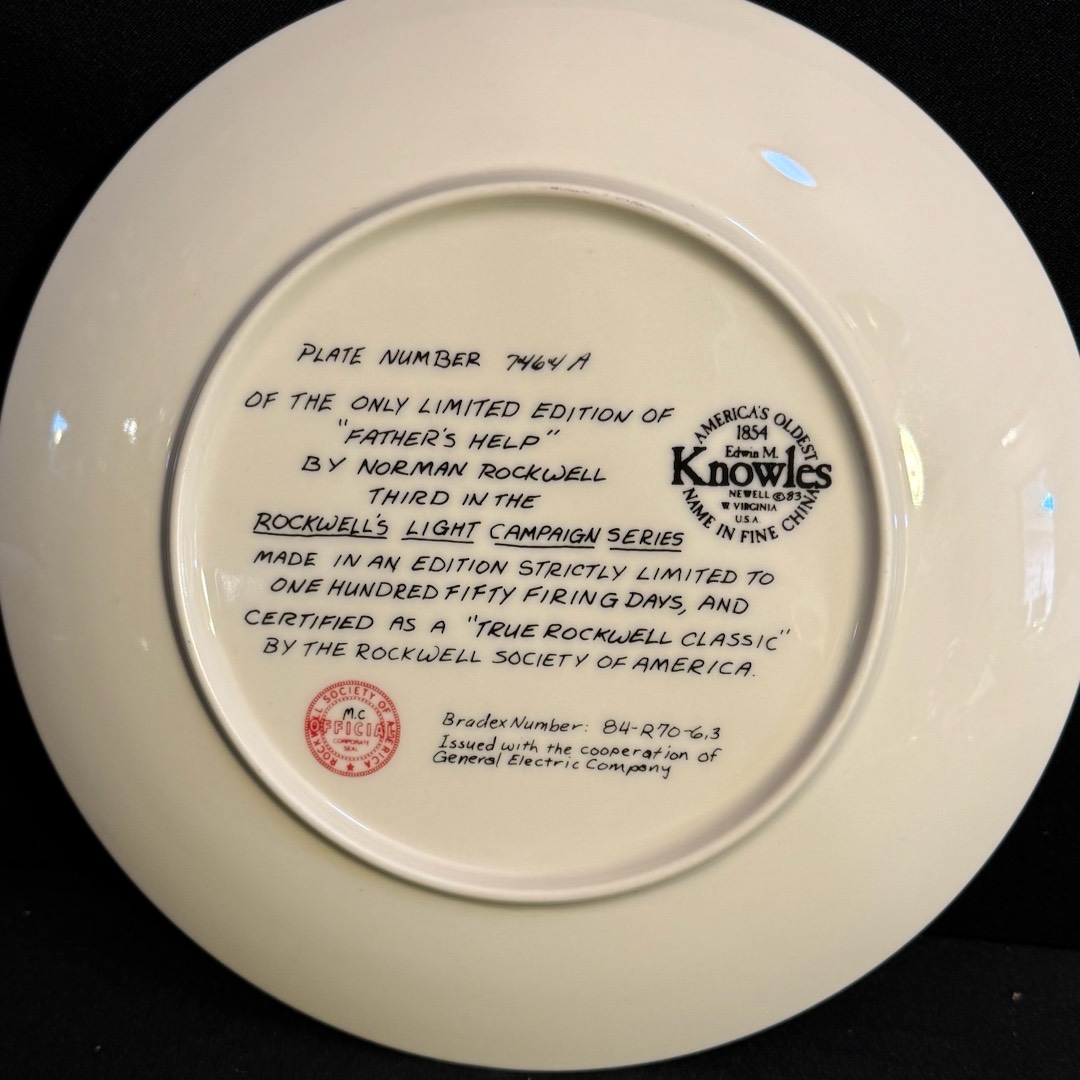 PLATE NUMBER 7464 A
OF THE ONLY LIMITED EDITION OF
"FATHER'S HELP"
BY NORMAN ROCKWELL
THIRD IN THE
ROCKWELL'S LIGHT CAMPAIGN SERIES
MADE IN AN EDITION STRICTLY LIMITED TO
ONE HUNDRED FIFTY FIRING DAYS, AND
CERTIFIED AS A "TRUE ROCKWELL CLASSIC"
BY THE ROCKWELL SOCIETY OF AMERICA.
AMERICA'S OLDEST
1854
Edwin M.
Knowles
NEWELL ©83
W VIRGINIA
U.S.A
NAME IN FINE CHINA
SOCIETY OF AMERICA
M.C
OFFICIAL
CORPORATE
SEAL
Bradex Number: 84-R70-6.3
Issued with the cooperation of
General Electric Company